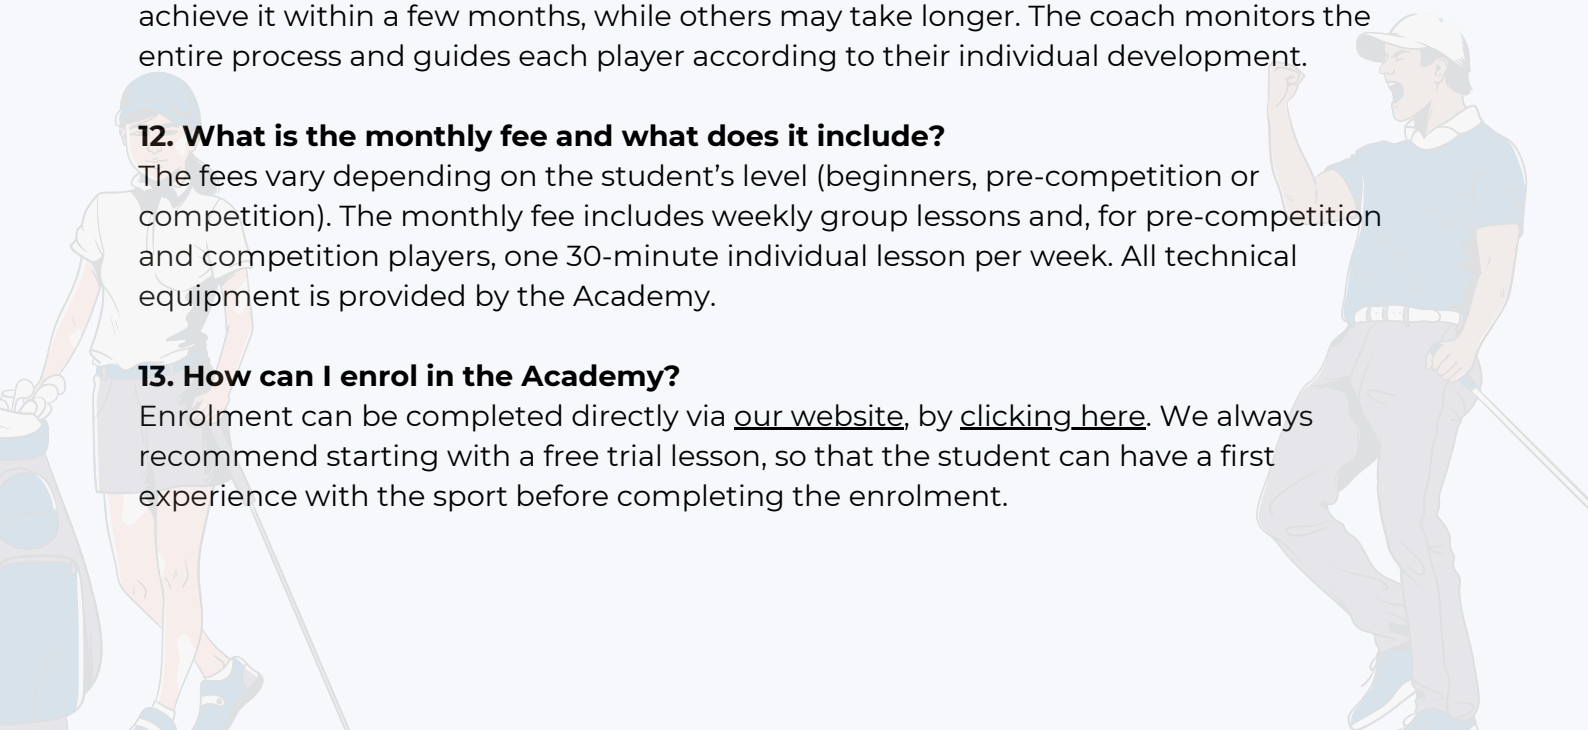 achieve it within a few months, while others may take longer. The coach monitors the
entire process and guides each player according to their individual development.
12. What is the monthly fee and what does it include?
The fees vary depending on the student’s level (beginners, pre-competition or
competition). The monthly fee includes weekly group lessons and, for pre-competition
and competition players, one 30-minute individual lesson per week. All technical
equipment is provided by the Academy.
13. How can I enrol in the Academy?
Enrolment can be completed directly via our website, by clicking here. We always
recommend starting with a free trial lesson, so that the student can have a first
experience with the sport before completing the enrolment.